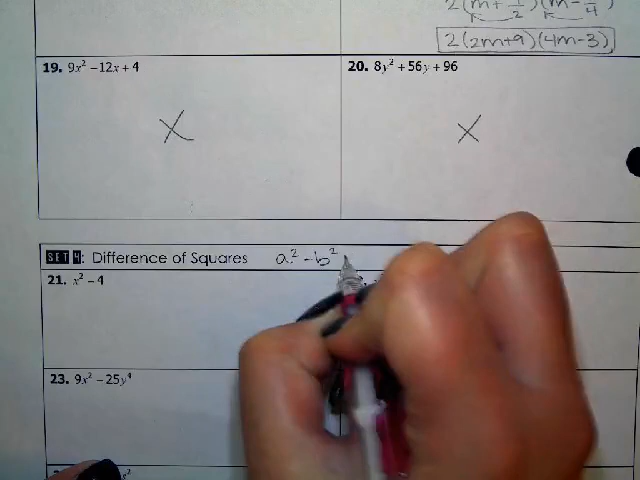 2(2m+9)(4m-3)
19. 9x² - 12x + 4
20. 8y² + 56y + 96
X
X
SET 4: Difference of Squares a² - b²
21. x² - 4
23. 9x² - 25y⁴